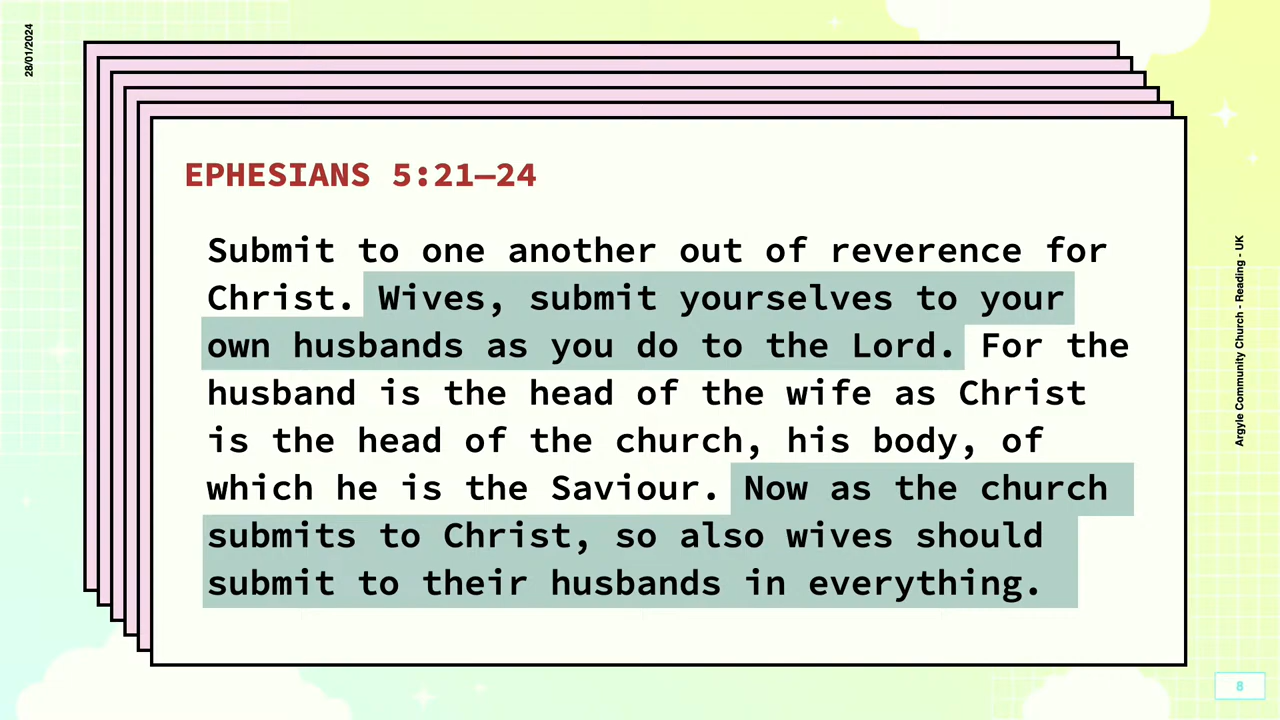 28/01/2024
EPHESIANS 5:21—24
Submit to one another out of reverence for
Christ. Wives, submit yourselves to your
own husbands as you do to the Lord. For the
husband is the head of the wife as Christ
is the head of the church, his body, of
which he is the Saviour. Now as the church
submits to Christ, so also wives should
submit to their husbands in everything.
Argyle Community Church - Reading - UK
8